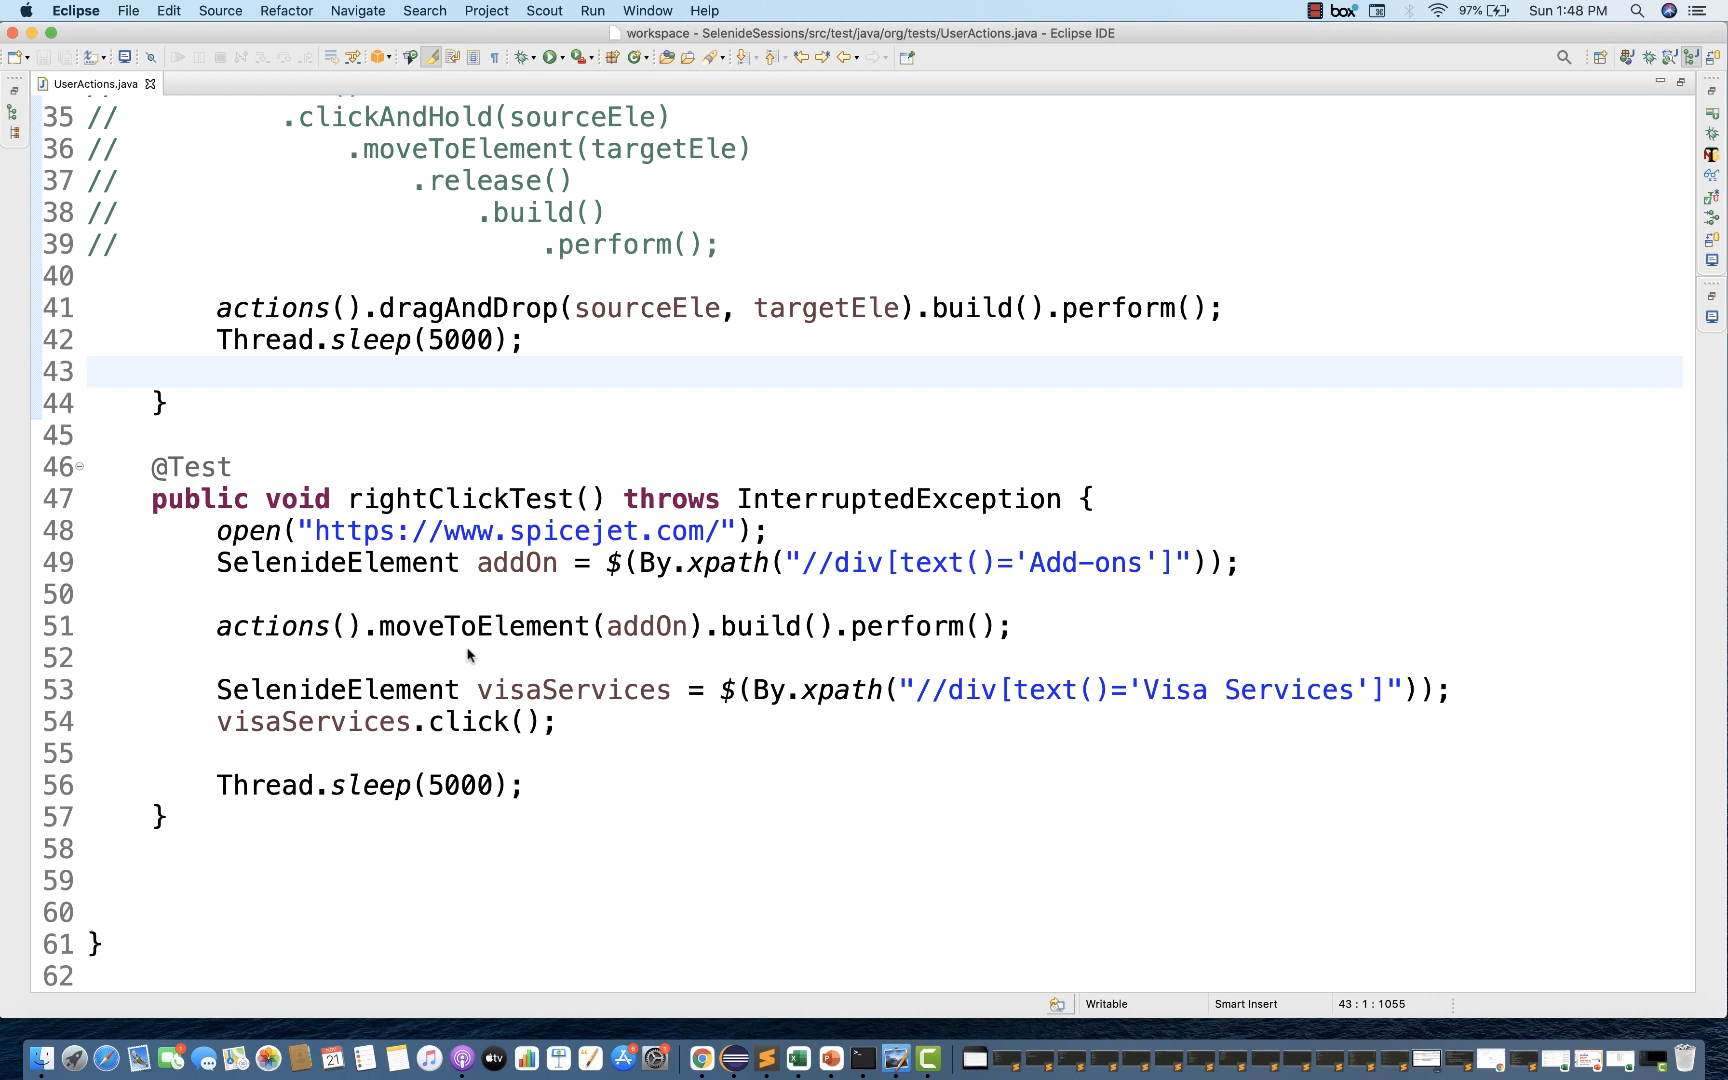 Eclipse File Edit Source Refactor Navigate Search Project Scout Run Window Help box 97% Sun 1:48 PM
workspace - SelenideSessions/src/test/java/org/tests/UserActions.java - Eclipse IDE
UserActions.java
35 // .clickAndHold(sourceEle)
36 // .moveToElement(targetEle)
37 // .release()
38 // .build()
39 // .perform();
40
41 actions().dragAndDrop(sourceEle, targetEle).build().perform();
42 Thread.sleep(5000);
43
44 }
45
46 @Test
47 public void rightClickTest() throws InterruptedException {
48 open("https://www.spicejet.com/");
49 SelenideElement addOn = $(By.xpath("//div[text()='Add-ons']"));
50
51 actions().moveToElement(addOn).build().perform();
52
53 SelenideElement visaServices = $(By.xpath("//div[text()='Visa Services']"));
54 visaServices.click();
55
56 Thread.sleep(5000);
57 }
58
59
60
61 }
62
Writable Smart Insert 43 : 1 : 1055